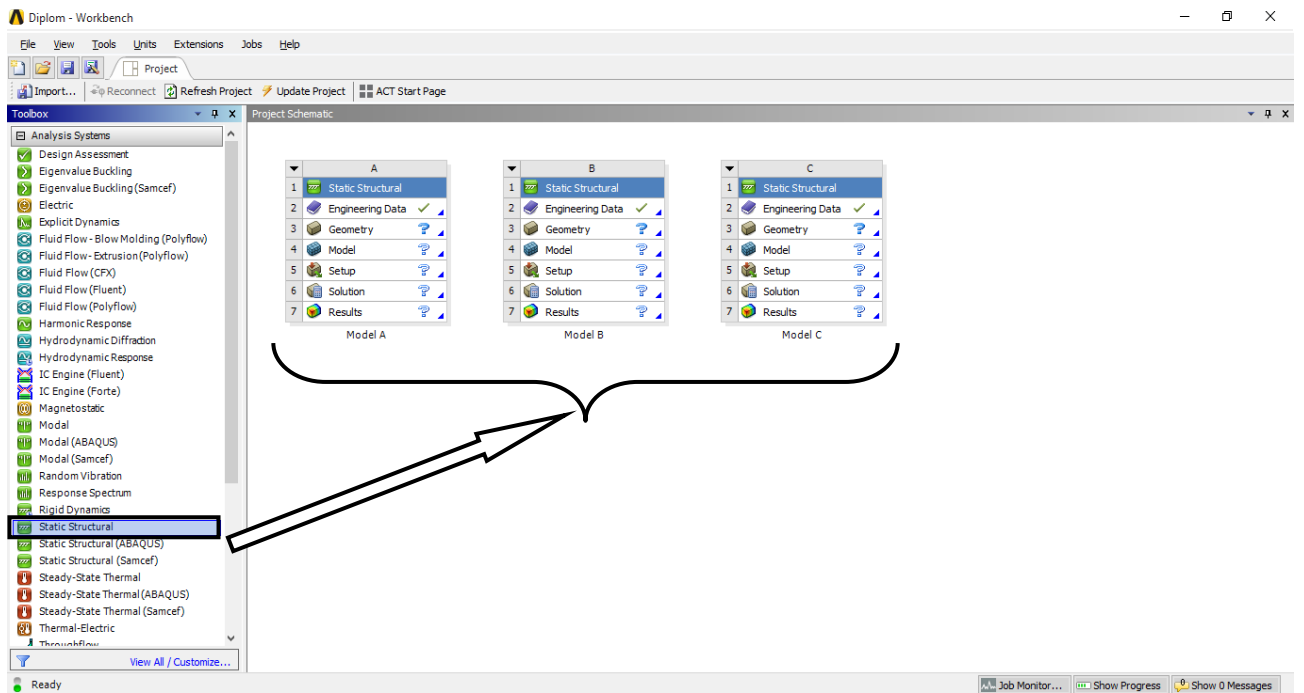 Diplom - Workbench
File View Tools Units Extensions Jobs Help
Project
Import... Reconnect Refresh Project Update Project ACT Start Page
Toolbox
Analysis Systems
Design Assessment
Eigenvalue Buckling
Eigenvalue Buckling (Samcef)
Electric
Explicit Dynamics
Fluid Flow - Blow Molding (Polyflow)
Fluid Flow - Extrusion (Polyflow)
Fluid Flow (CFX)
Fluid Flow (Fluent)
Fluid Flow (Polyflow)
Harmonic Response
Hydrodynamic Diffraction
Hydrodynamic Response
IC Engine (Fluent)
IC Engine (Forte)
Magnetostatic
Modal
Modal (ABAQUS)
Modal (Samcef)
Random Vibration
Response Spectrum
Rigid Dynamics
Static Structural
Static Structural (ABAQUS)
Static Structural (Samcef)
Steady-State Thermal
Steady-State Thermal (ABAQUS)
Steady-State Thermal (Samcef)
Thermal-Electric
Throughflow
View All / Customize...
Project Schematic
A
1 Static Structural
2 Engineering Data
3 Geometry ?
4 Model ?
5 Setup ?
6 Solution ?
7 Results ?
Model A
B
1 Static Structural
2 Engineering Data
3 Geometry ?
4 Model ?
5 Setup ?
6 Solution ?
7 Results ?
Model B
C
1 Static Structural
2 Engineering Data
3 Geometry ?
4 Model ?
5 Setup ?
6 Solution ?
7 Results ?
Model C
Ready
Job Monitor... Show Progress 0 Show 0 Messages